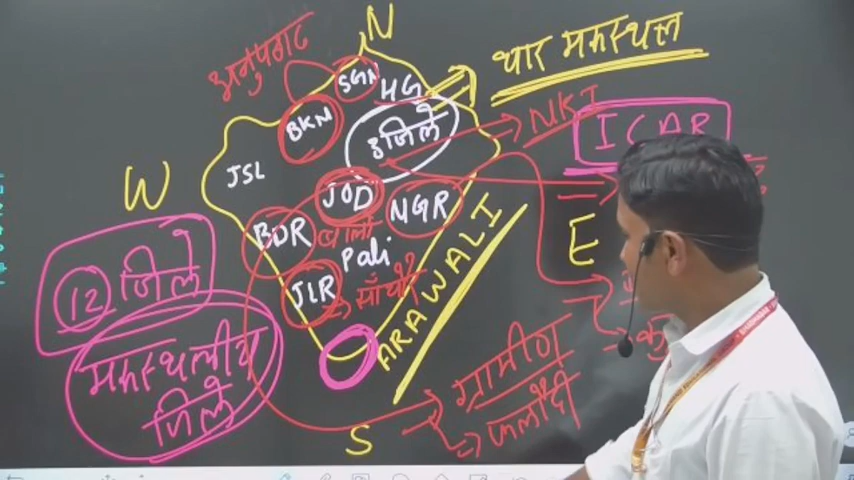 N
अनुपगढ
थार मरुस्थल
SGN
HG
BKN
3 जिले
NKT
ICAR
JSL
W
JOD
NGR
BDR
Pali
E
12 जिले
JLR
साँचौर
ARAWALI
मरुस्थलीय
जिले
ग्रामीण
फलौदी
S